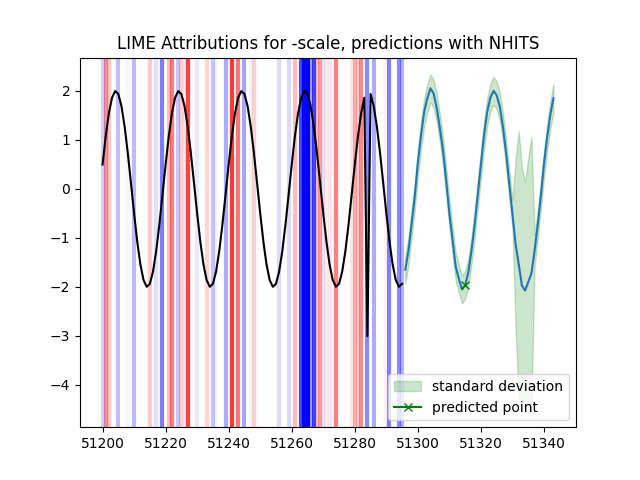 LIME Attributions for -scale, predictions with NHITS
2
1
0
−1
−2
−3
−4
standard deviation
predicted point
51200 51220 51240 51260 51280 51300 51320 51340